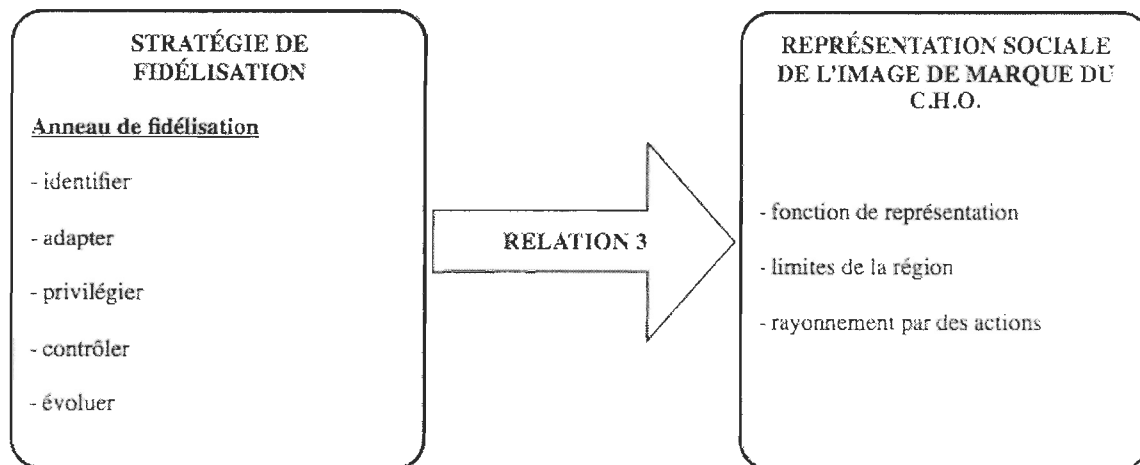 STRATÉGIE DE
FIDÉLISATION
Anneau de fidélisation
- identifier
- adapter
- privilégier
- contrôler
- évoluer
RELATION 3
REPRÉSENTATION SOCIALE
DE L'IMAGE DE MARQUE DU
C.H.O.
- fonction de représentation
- limites de la région
- rayonnement par des actions